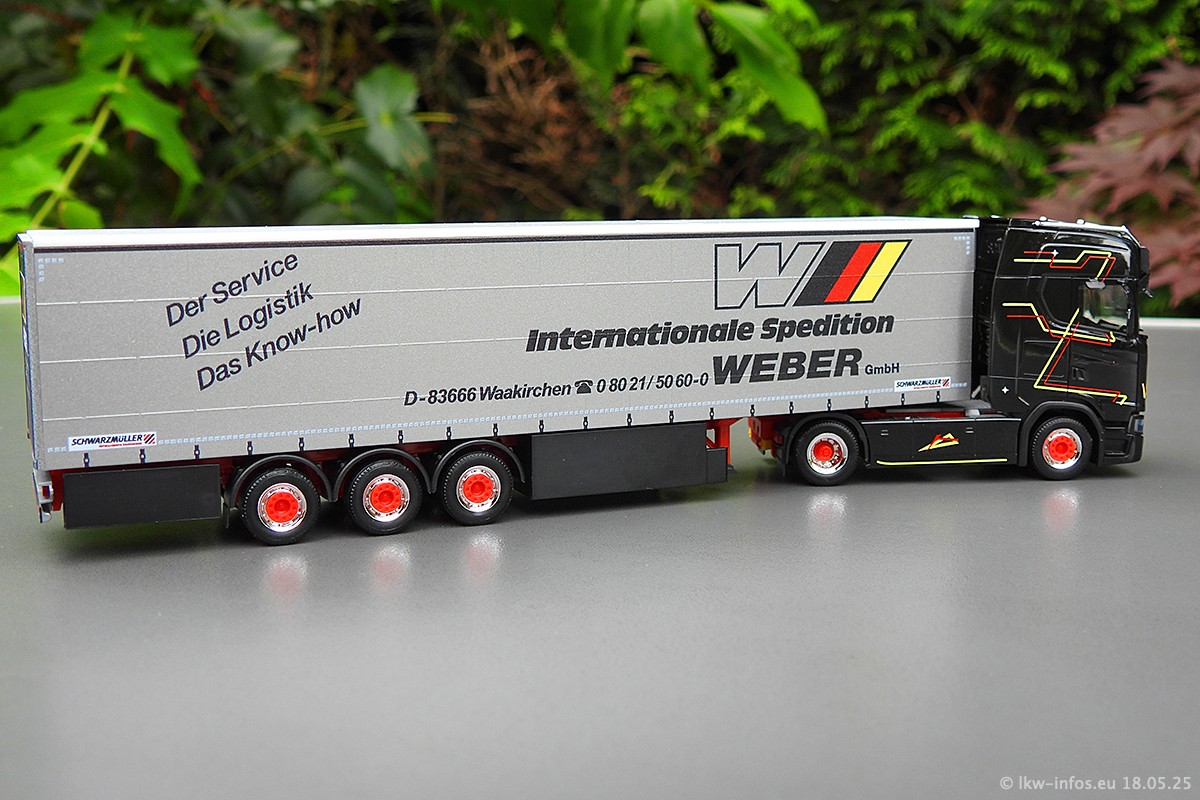 Der Service
Die Logistik
Das Know-how
W
Internationale Spedition
WEBER GmbH
D-83666 Waakirchen ☎ 0 80 21/50 60-0
SCHWARZMÜLLER
SCHWARZMÜLLER
© lkw-infos.eu 18.05.25